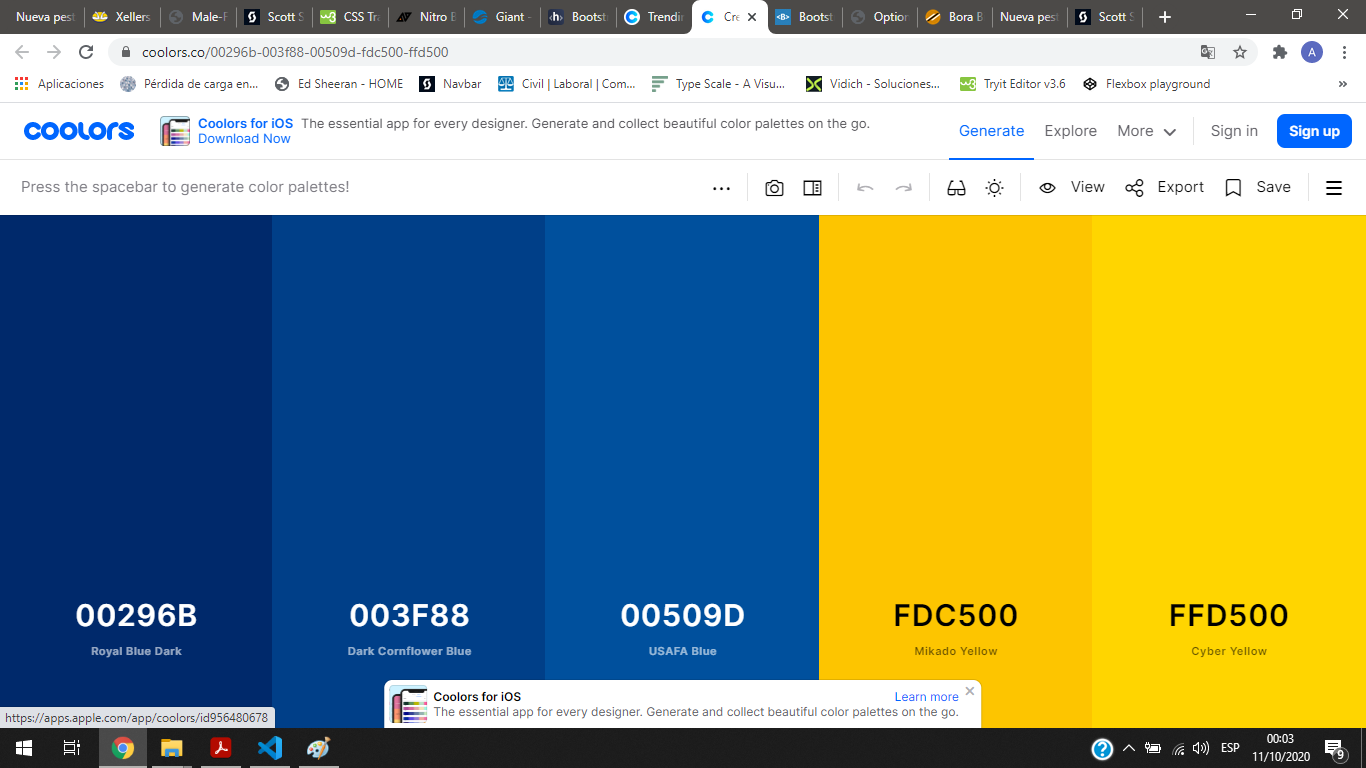 Nueva pest
Xellers
Male-F
Scott S
CSS Tra
Nitro B
Giant -
Bootst
Trendin
Cre
Bootst
Option
Bora B
Nueva pest
Scott S
coolors.co/00296b-003f88-00509d-fdc500-ffd500
A
Aplicaciones
Pérdida de carga en...
Ed Sheeran - HOME
Navbar
Civil | Laboral | Com...
Type Scale - A Visu...
Vidich - Soluciones...
Tryit Editor v3.6
Flexbox playground
»
coolors
Coolors for iOS The essential app for every designer. Generate and collect beautiful color palettes on the go.
Download Now
Generate
Explore
More
Sign in
Sign up
Press the spacebar to generate color palettes!
View
Export
Save
00296B
Royal Blue Dark
003F88
Dark Cornflower Blue
00509D
USAFA Blue
FDC500
Mikado Yellow
FFD500
Cyber Yellow
Coolors for iOS
Learn more
The essential app for every designer. Generate and collect beautiful color palettes on the go.
https://apps.apple.com/app/coolors/id956480678
ESP
00:03
11/10/2020
9